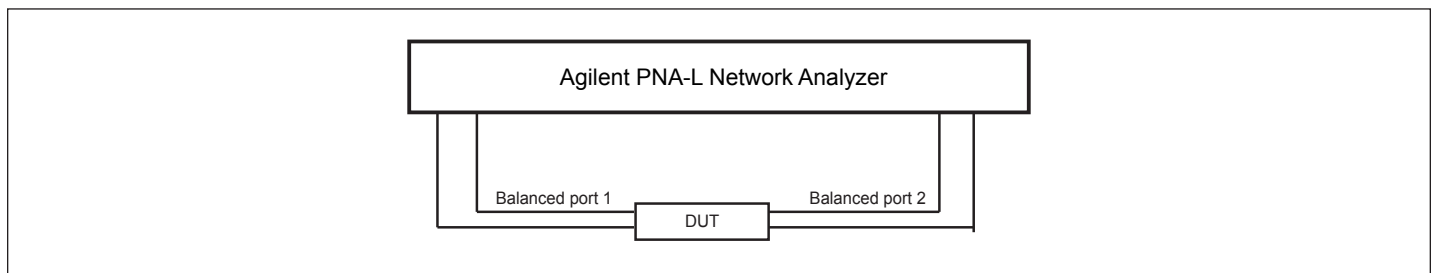 Agilent PNA-L Network Analyzer
Balanced port 1
Balanced port 2
DUT